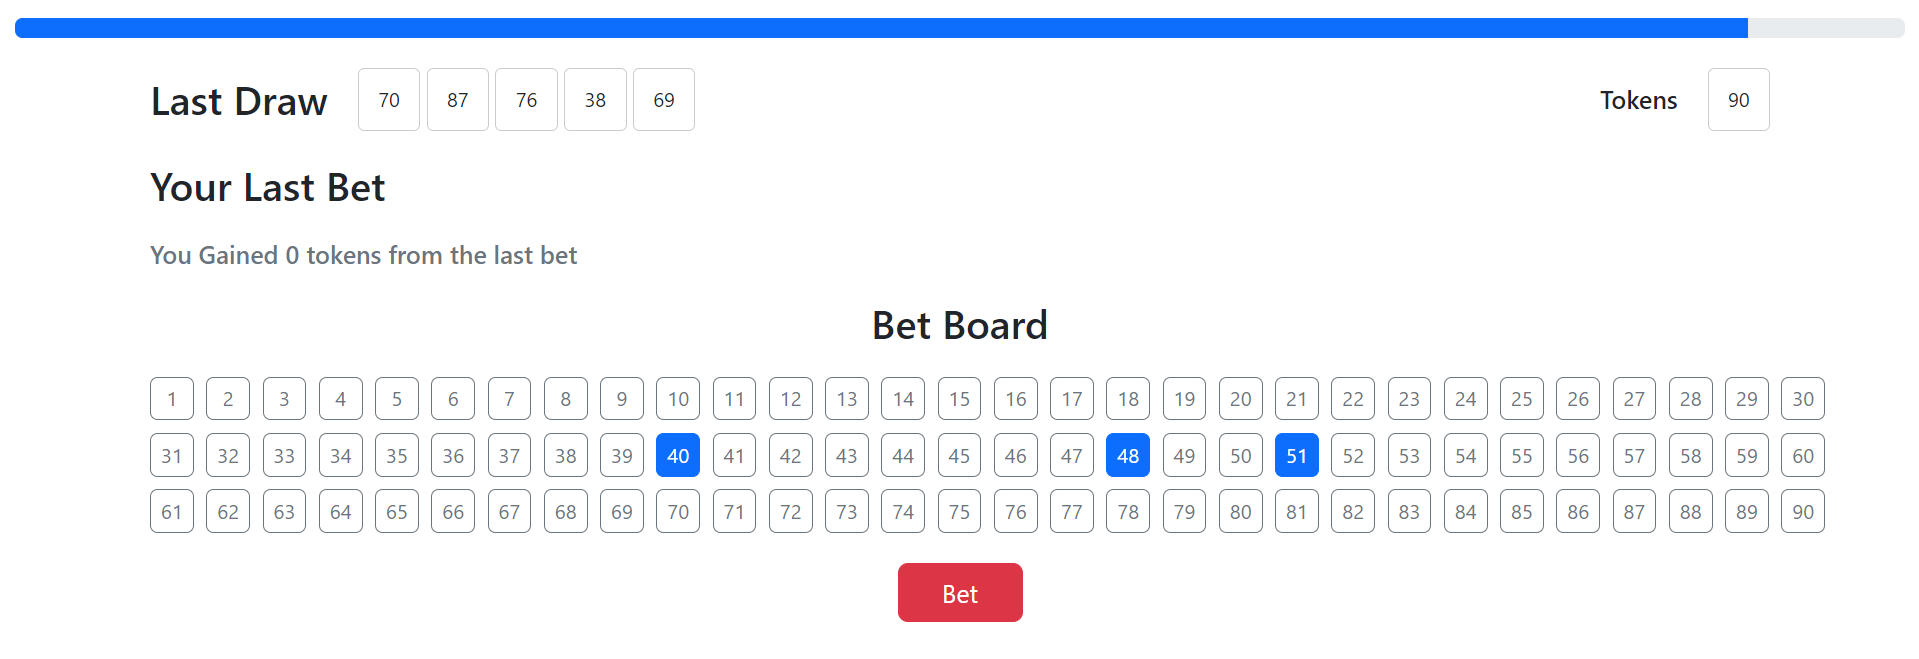 Last Draw 70 87 76 38 69 Tokens 90
Your Last Bet
You Gained 0 tokens from the last bet
Bet Board
1 2 3 4 5 6 7 8 9 10 11 12 13 14 15 16 17 18 19 20 21 22 23 24 25 26 27 28 29 30
31 32 33 34 35 36 37 38 39 40 41 42 43 44 45 46 47 48 49 50 51 52 53 54 55 56 57 58 59 60
61 62 63 64 65 66 67 68 69 70 71 72 73 74 75 76 77 78 79 80 81 82 83 84 85 86 87 88 89 90
Bet